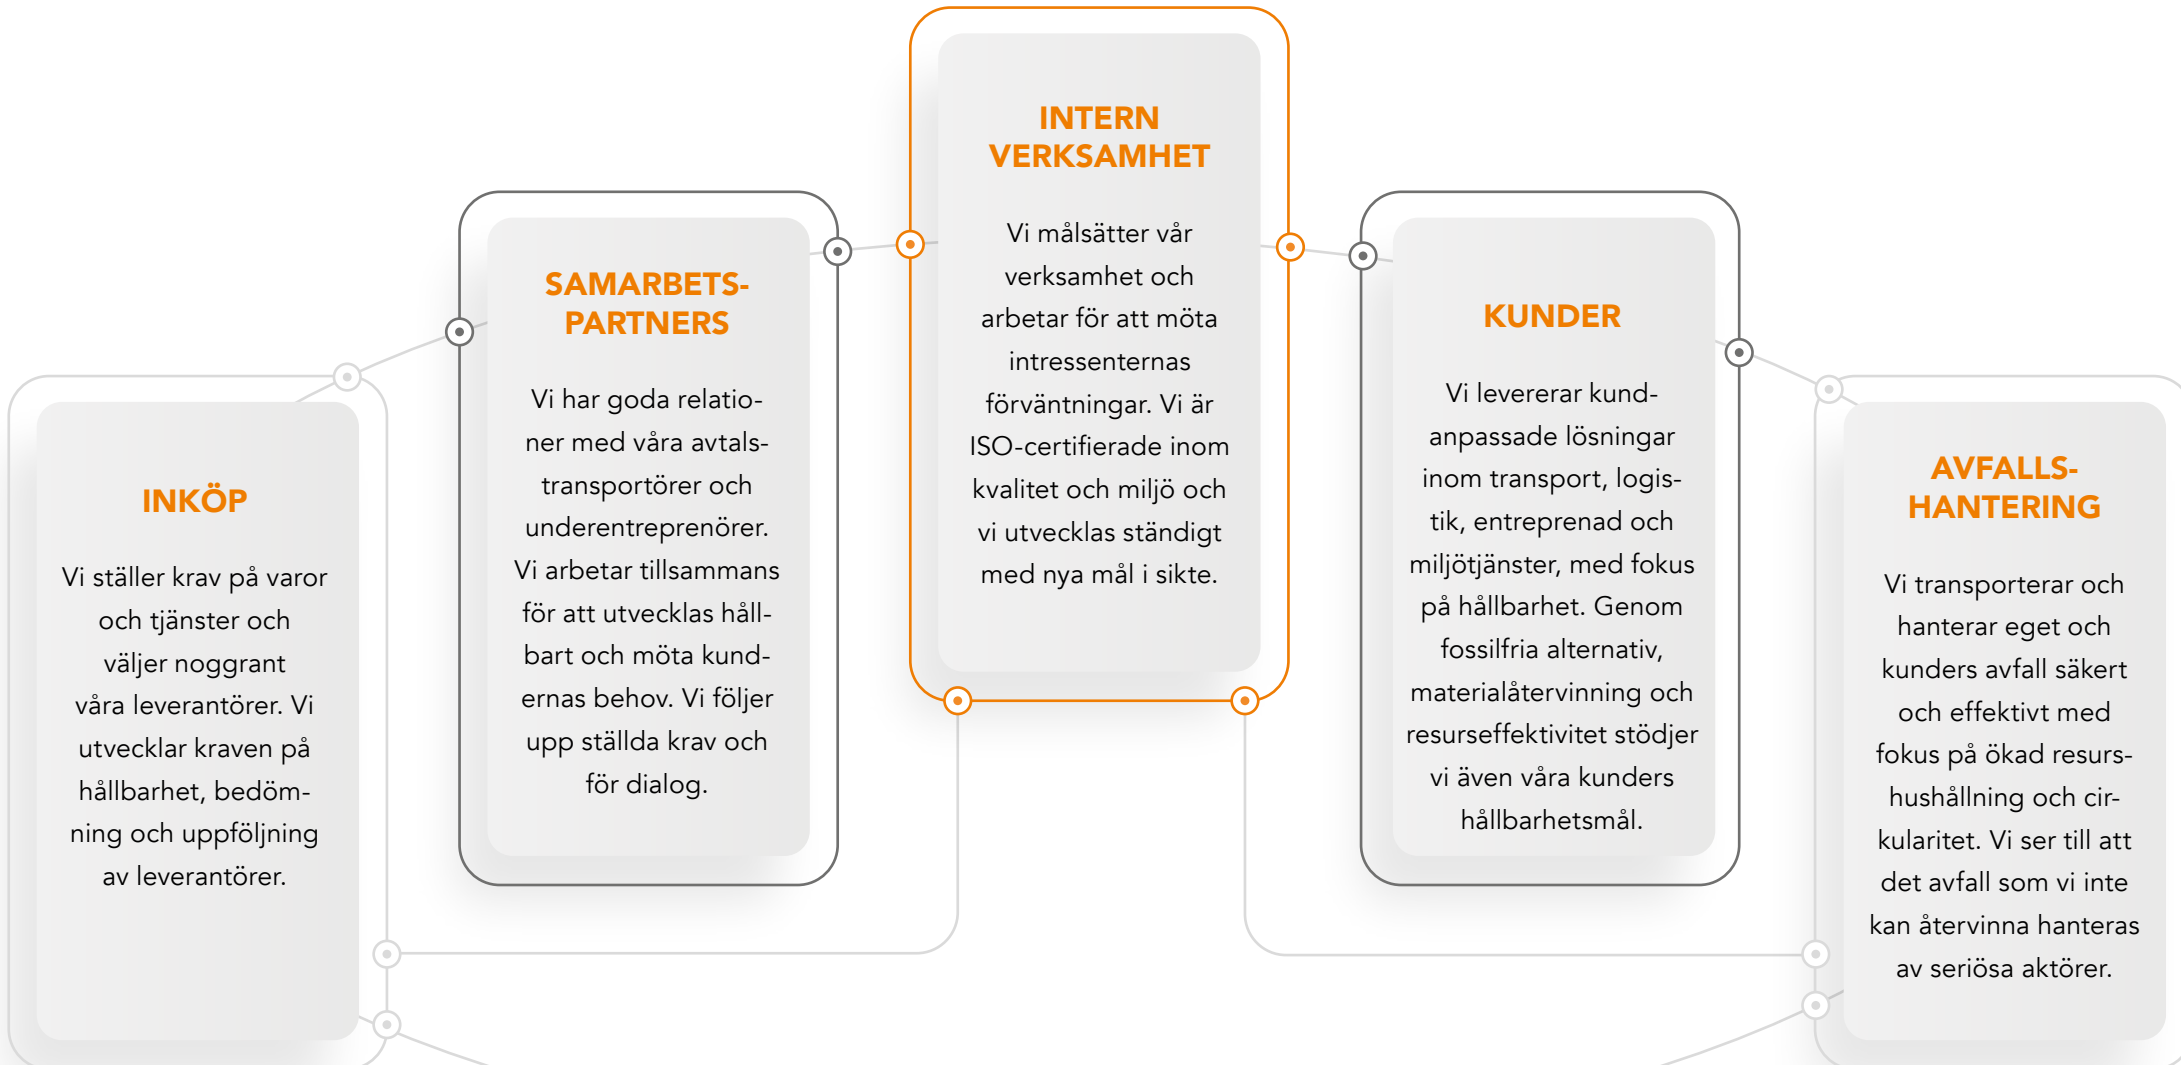 INKÖP
Vi ställer krav på varor
och tjänster och
väljer noggrant
våra leverantörer. Vi
utvecklar kraven på
hållbarhet, bedöm-
ning och uppföljning
av leverantörer.
SAMARBETS-
PARTNERS
Vi har goda relatio-
ner med våra avtals-
transportörer och
underentreprenörer.
Vi arbetar tillsammans
för att utvecklas håll-
bart och möta kund-
ernas behov. Vi följer
upp ställda krav och
för dialog.
INTERN
VERKSAMHET
Vi målsätter vår
verksamhet och
arbetar för att möta
intressenternas
förväntningar. Vi är
ISO-certifierade inom
kvalitet och miljö och
vi utvecklas ständigt
med nya mål i sikte.
KUNDER
Vi levererar kund-
anpassade lösningar
inom transport, logis-
tik, entreprenad och
miljötjänster, med fokus
på hållbarhet. Genom
fossilfria alternativ,
materialåtervinning och
resurseffektivitet stödjer
vi även våra kunders
hållbarhetsmål.
AVFALLS-
HANTERING
Vi transporterar och
hanterar eget och
kunders avfall säkert
och effektivt med
fokus på ökad resurs-
hushållning och cir-
kularitet. Vi ser till att
det avfall som vi inte
kan återvinna hanteras
av seriösa aktörer.